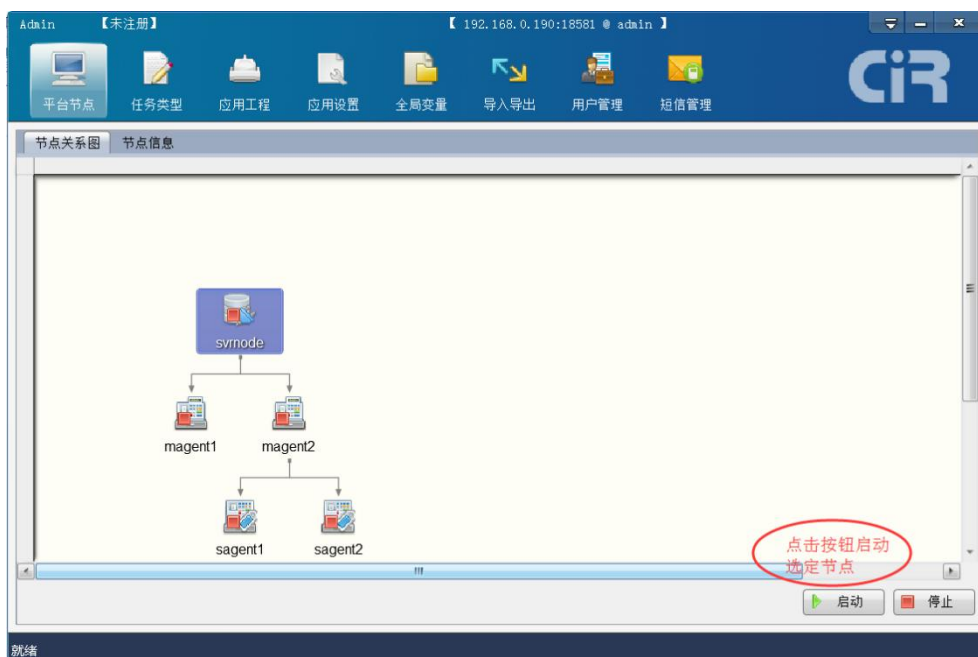 Admin 【未注册】 【 192.168.0.190:18581 @ admin 】
平台节点 任务类型 应用工程 应用设置 全局变量 导入导出 用户管理 短信管理 CiR
节点关系图 节点信息
svrnode
magent1 magent2
sagent1 sagent2
点击按钮启动
选定节点
启动 停止
就绪